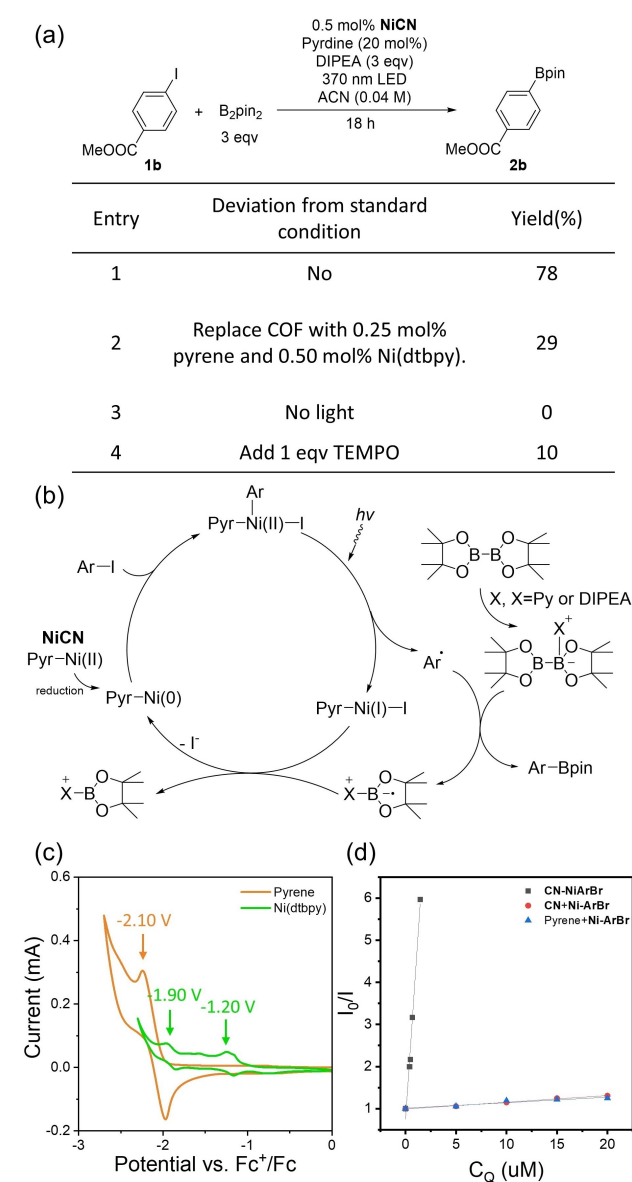 (a)
0.5 mol% NiCN
Pyrdine (20 mol%)
DIPEA (3 eqv)
370 nm LED
ACN (0.04 M)
18 h
I
MeOOC
1b
+ B2pin2
3 eqv
Bpin
MeOOC
2b
Entry Deviation from standard condition Yield(%)
1 No 78
2 Replace COF with 0.25 mol% pyrene and 0.50 mol% Ni(dtbpy). 29
3 No light 0
4 Add 1 eqv TEMPO 10
(b)
Ar
Pyr–Ni(II)–I
hv
Ar–I
O O
B–B
O O
X, X=Py or DIPEA
X+
O O
B–B−
O O
NiCN
Pyr–Ni(II)
reduction
Pyr–Ni(0)
Ar•
Pyr–Ni(I)–I
- I-
Ar–Bpin
+
X–B
O
O
+
X–B−•
O
O
(c)
0.6
0.4
0.2
0.0
-0.2
Current (mA)
Pyrene
Ni(dtbpy)
-2.10 V
-1.90 V
-1.20 V
-3 -2 -1 0
Potential vs. Fc+/Fc
(d)
6
5
4
3
2
1
I0/I
CN-NiArBr
CN+Ni-ArBr
Pyrene+Ni-ArBr
0 5 10 15 20
CQ (uM)